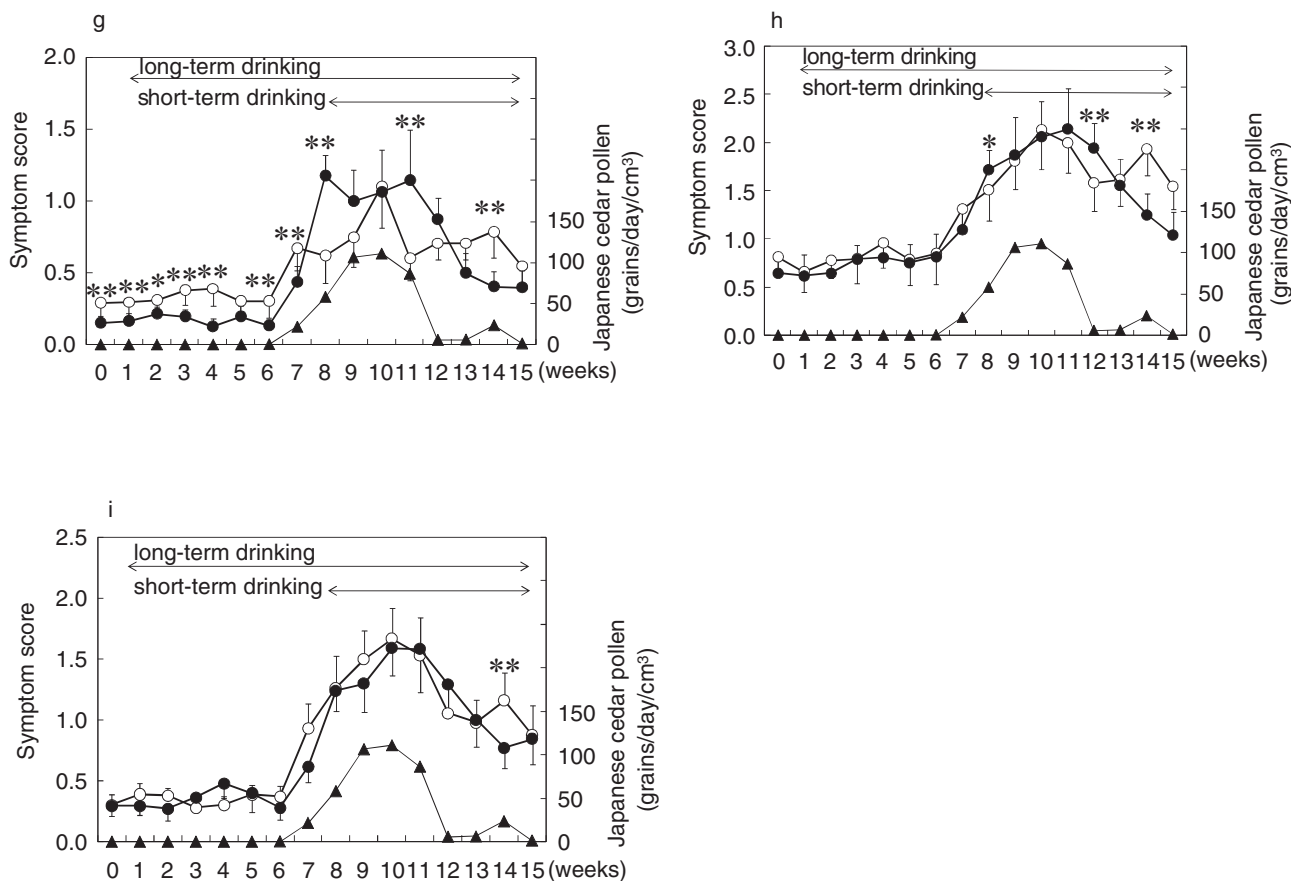 g
2.0
1.5
1.0
0.5
0.0
Symptom score
long-term drinking
short-term drinking
** ** ** ** ** ** ** ** ** **
150
100
50
0
Japanese cedar pollen
(grains/day/cm³)
0 1 2 3 4 5 6 7 8 9 10 11 12 13 14 15 (weeks)
h
3.0
2.5
2.0
1.5
1.0
0.5
0.0
Symptom score
long-term drinking
short-term drinking
* ** **
150
100
50
0
Japanese cedar pollen
(grains/day/cm³)
0 1 2 3 4 5 6 7 8 9 10 11 12 13 14 15 (weeks)
i
2.5
2.0
1.5
1.0
0.5
0.0
Symptom score
long-term drinking
short-term drinking
**
150
100
50
0
Japanese cedar pollen
(grains/day/cm³)
0 1 2 3 4 5 6 7 8 9 10 11 12 13 14 15 (weeks)